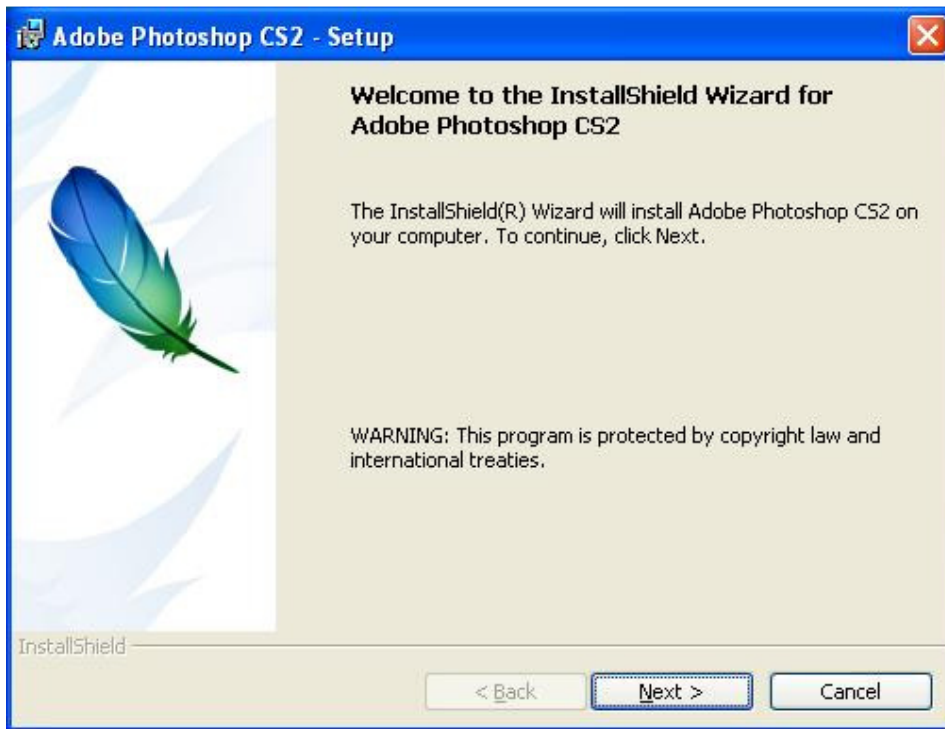 Adobe Photoshop CS2 - Setup
Welcome to the InstallShield Wizard for
Adobe Photoshop CS2
The InstallShield(R) Wizard will install Adobe Photoshop CS2 on
your computer. To continue, click Next.
WARNING: This program is protected by copyright law and
international treaties.
InstallShield
< Back Next > Cancel